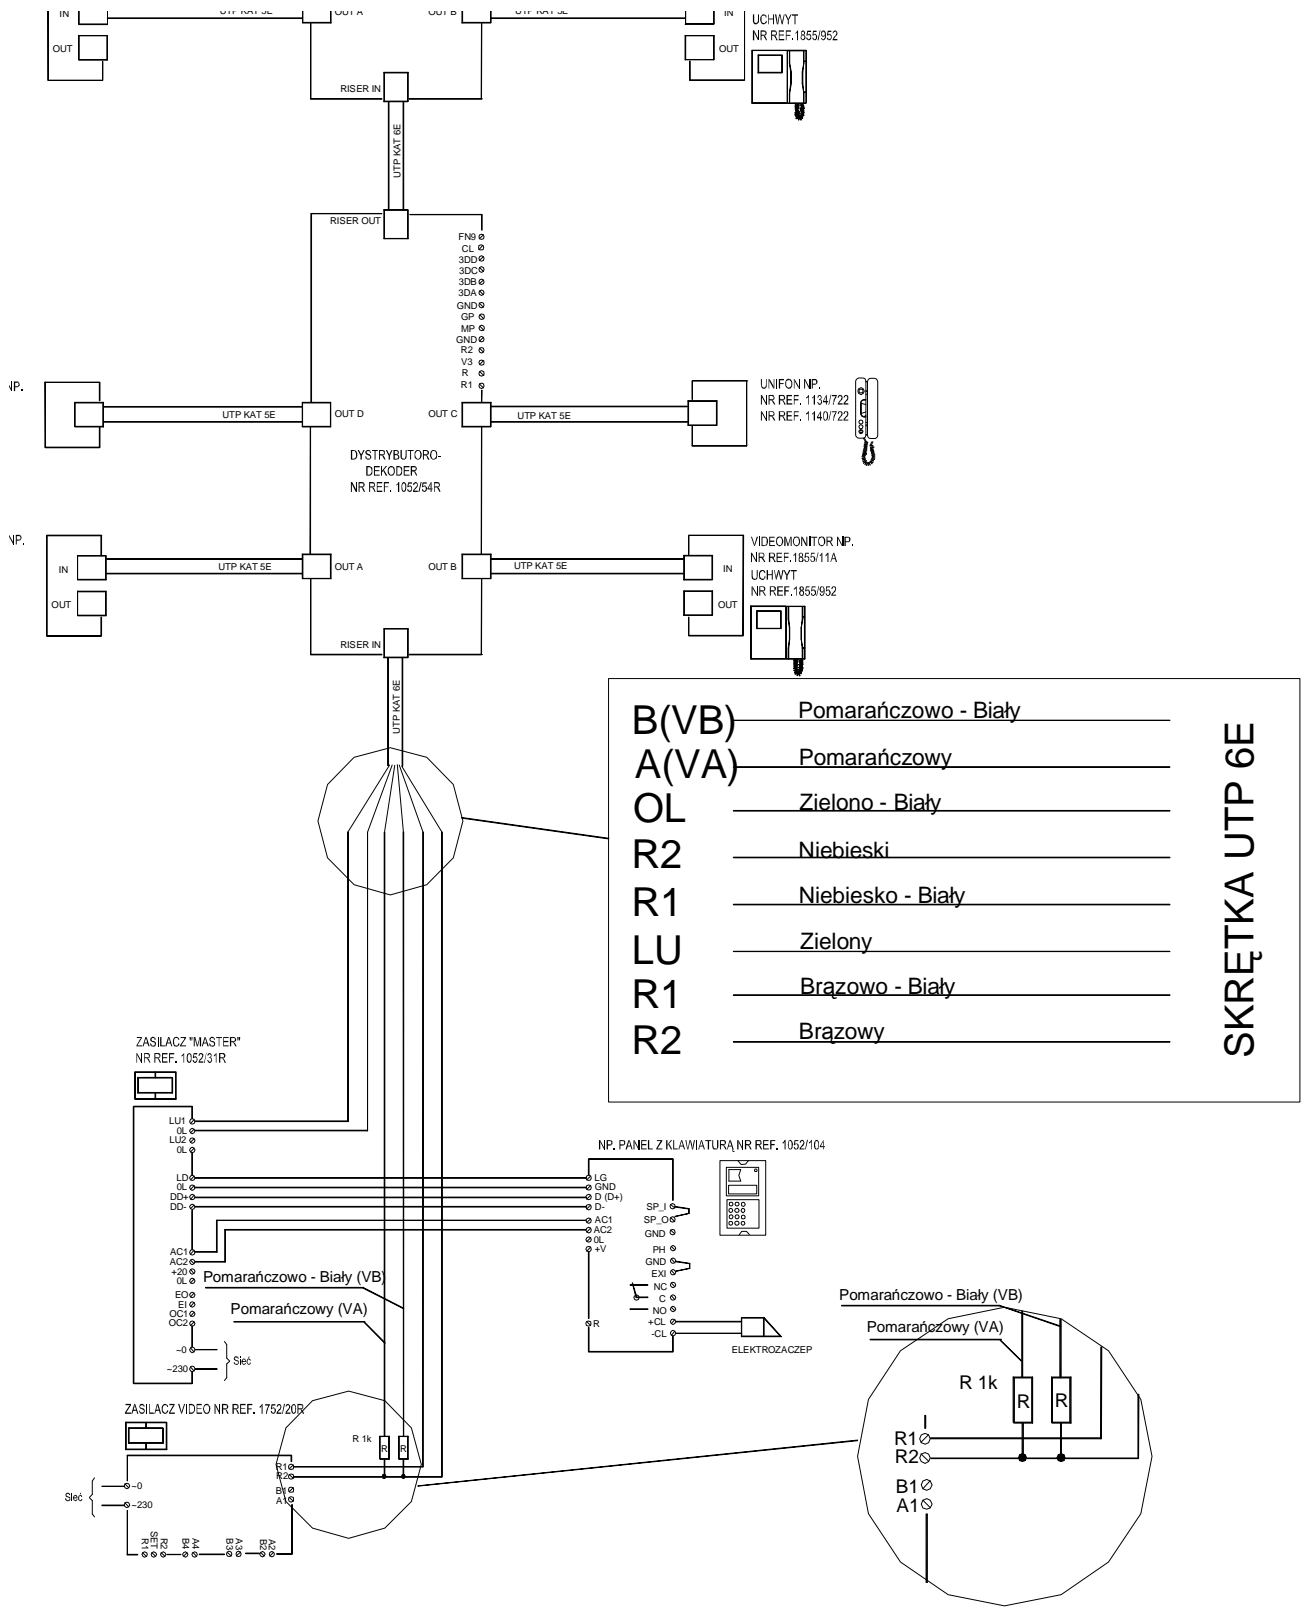 IN
OUT A
OUT B
IN
UCHWYT
NR REF.1855/952
OUT
OUT
RISER IN
UTP KAT 6E
RISER OUT
FN9
CL
3DD
3DC
3DB
3DA
GND
GP
MP
GND
R2
V3
R
R1
NP.
UTP KAT 5E
OUT D
OUT C
UTP KAT 5E
UNIFON NP.
NR REF. 1134/722
NR REF. 1140/722
DYSTRYBUTORO-
DEKODER
NR REF. 1052/54R
NP.
IN
UTP KAT 5E
OUT A
OUT B
UTP KAT 5E
IN
OUT
OUT
VIDEOMONITOR NP.
NR REF.1855/11A
UCHWYT
NR REF.1855/952
RISER IN
UTP KAT 6E
B(VB) Pomarańczowo - Biały
A(VA) Pomarańczowy
OL Zielono - Biały
R2 Niebieski
R1 Niebiesko - Biały
LU Zielony
R1 Brązowo - Biały
R2 Brązowy
SKRĘTKA UTP 6E
ZASILACZ "MASTER"
NR REF. 1052/31R
LU1
0L
LU2
0L
LD
0L
DD+
DD-
AC1
AC2
+20
0L
EO
EI
OC1
OC2
~0
~230
Sieć
NP. PANEL Z KLAWIATURĄ NR REF. 1052/104
LG
GND
D (D+)
D-
AC1
AC2
0L
+V
R
SP_I
SP_O
GND
PH
GND
EXI
NC
C
NO
+CL
-CL
ELEKTROZACZEP
Pomarańczowo - Biały (VB)
Pomarańczowy (VA)
ZASILACZ VIDEO NR REF. 1752/20R
R 1k
R
R
R1
R2
B1
A1
Sieć
~0
~230
R1
SET
R2
B4
A4
B3
A3
B2
A2
Pomarańczowo - Biały (VB)
Pomarańczowy (VA)
R 1k
R
R
R1
R2
B1
A1